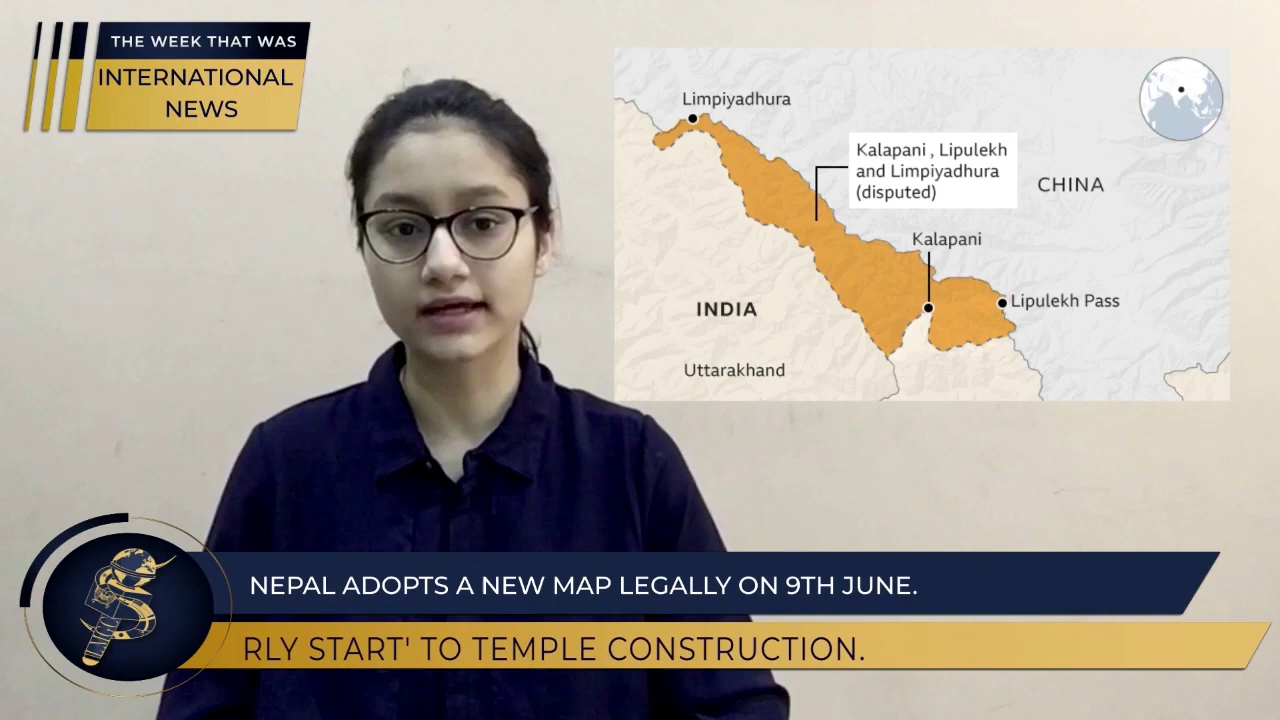 THE WEEK THAT WAS
INTERNATIONAL
NEWS
Limpiyadhura
Kalapani , Lipulekh
and Limpiyadhura
(disputed)
CHINA
Kalapani
Lipulekh Pass
INDIA
Uttarakhand
NEPAL ADOPTS A NEW MAP LEGALLY ON 9TH JUNE.
RLY START' TO TEMPLE CONSTRUCTION.